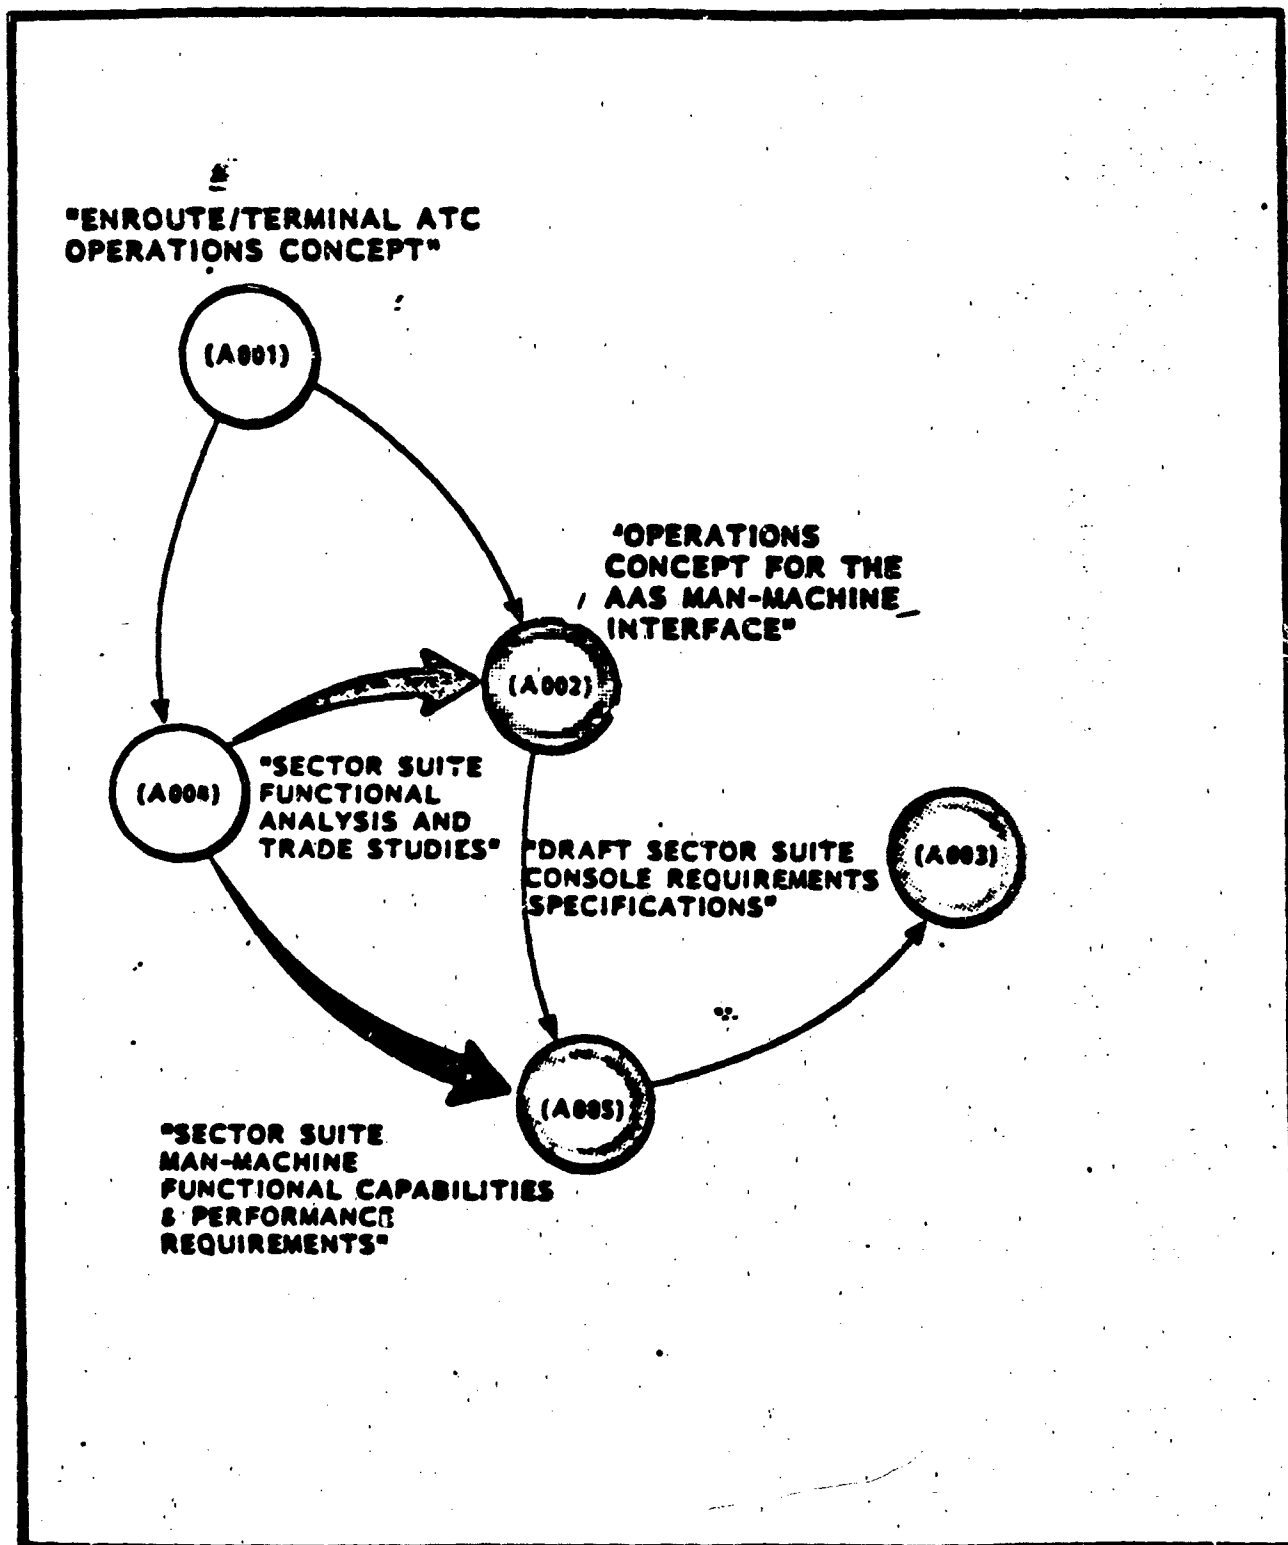 "ENROUTE/TERMINAL ATC
OPERATIONS CONCEPT"
(A001)
"OPERATIONS
CONCEPT FOR THE
AAS MAN-MACHINE
INTERFACE"
(A002)
(A004)
"SECTOR SUITE
FUNCTIONAL
ANALYSIS AND
TRADE STUDIES"
"DRAFT SECTOR SUITE
CONSOLE REQUIREMENTS
SPECIFICATIONS"
(A003)
(A005)
"SECTOR SUITE
MAN-MACHINE
FUNCTIONAL CAPABILITIES
& PERFORMANCE
REQUIREMENTS"